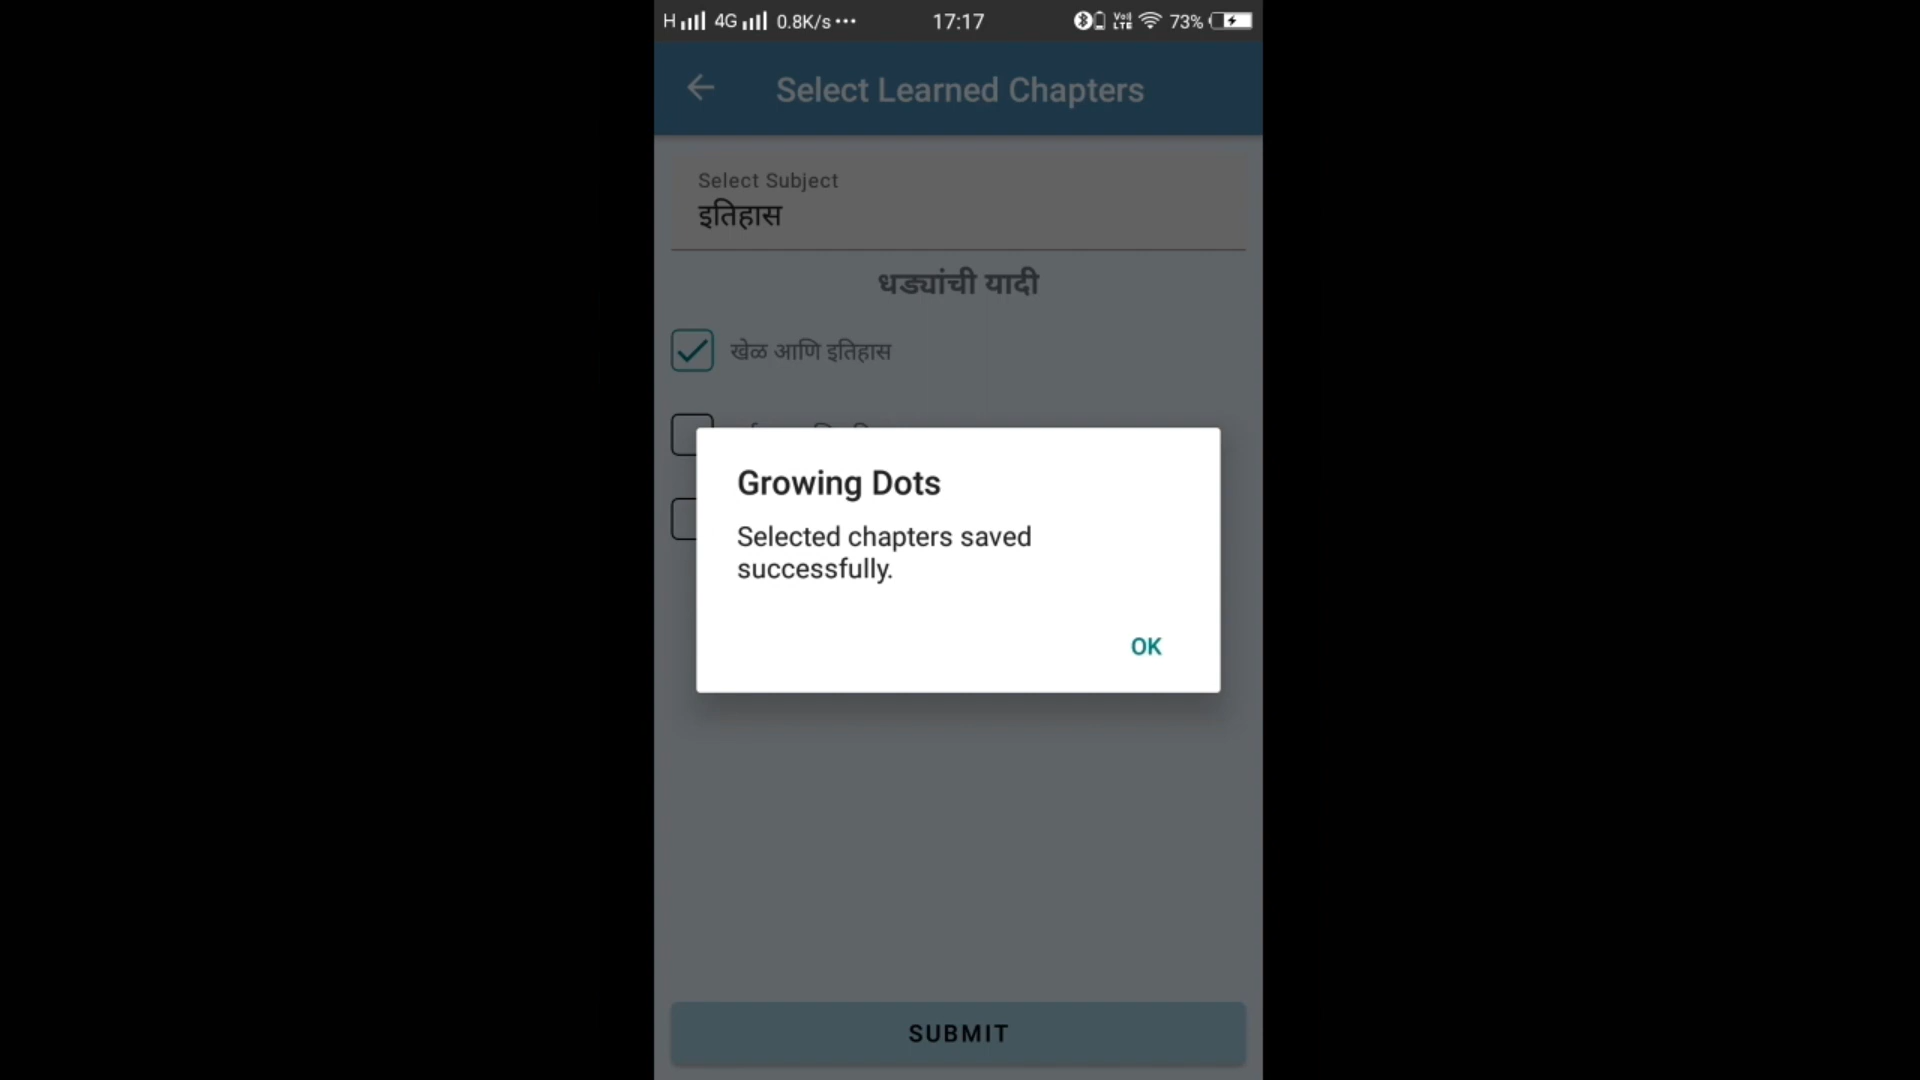 H 4G 0.8K/s ••• 17:17 VoLTE 73%
Select Learned Chapters
Select Subject
इतिहास
धड्यांची यादी
खेळ आणि इतिहास
Growing Dots
Selected chapters saved
successfully.
OK
SUBMIT